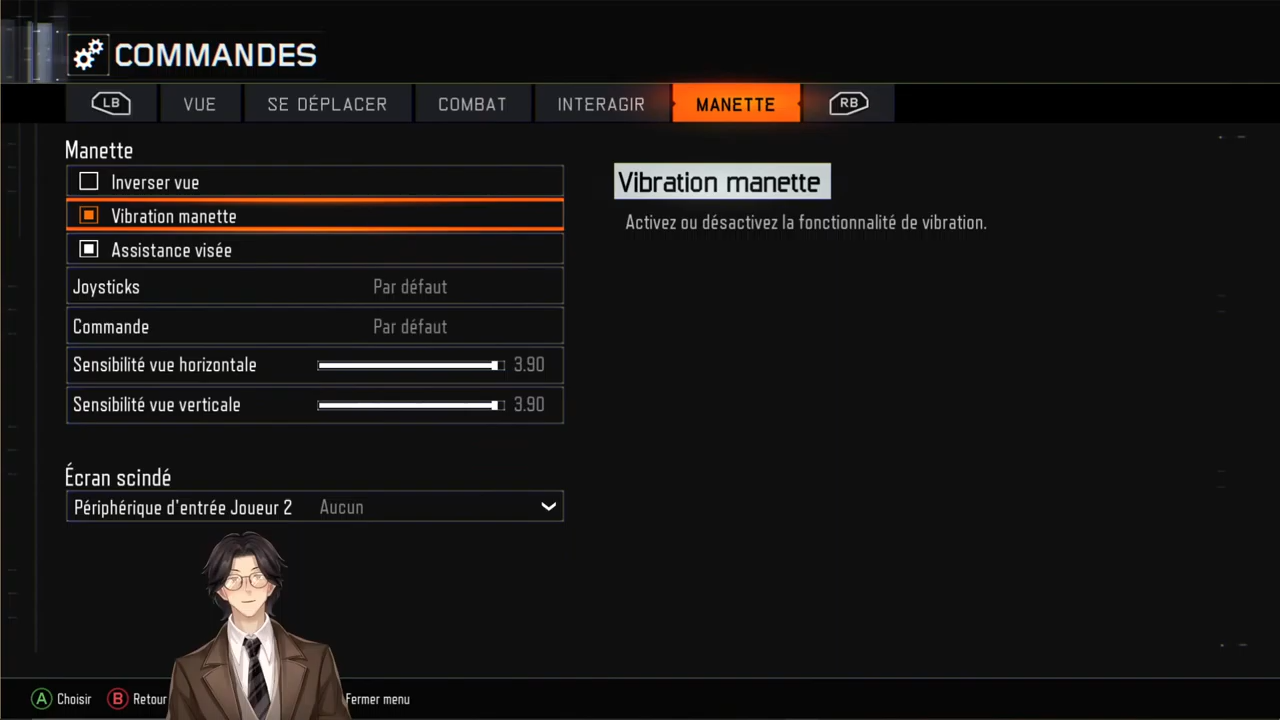 COMMANDES
LB VUE SE DÉPLACER COMBAT INTERAGIR MANETTE RB
Manette
Inverser vue
Vibration manette
Assistance visée
Joysticks Par défaut
Commande Par défaut
Sensibilité vue horizontale 3.90
Sensibilité vue verticale 3.90
Écran scindé
Périphérique d'entrée Joueur 2 Aucun
Vibration manette
Activez ou désactivez la fonctionnalité de vibration.
A Choisir B Retour Fermer menu